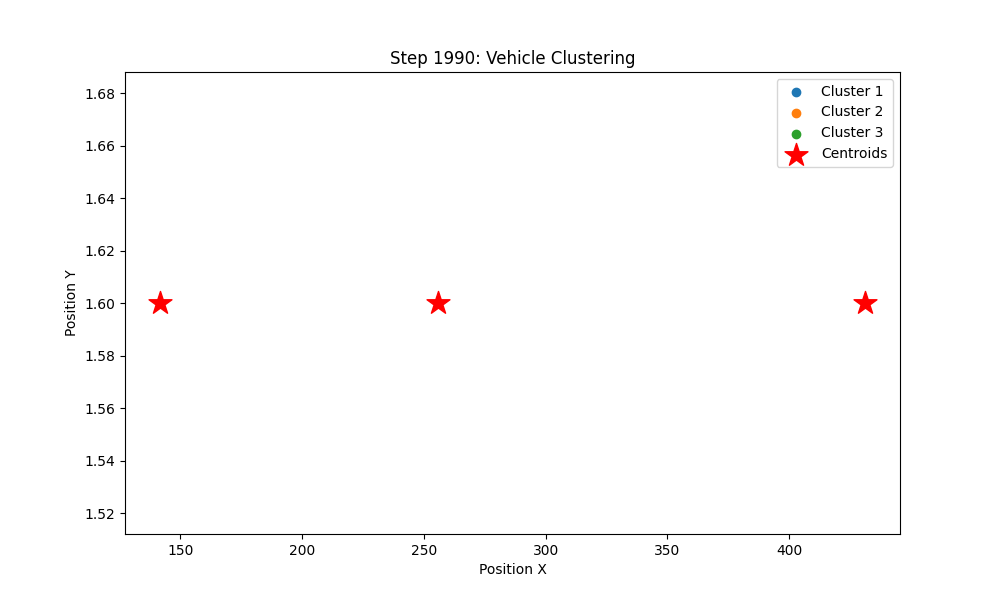 Step 1990: Vehicle Clustering
Cluster 1
Cluster 2
Cluster 3
Centroids
Position Y
1.68
1.66
1.64
1.62
1.60
1.58
1.56
1.54
1.52
150 200 250 300 350 400
Position X